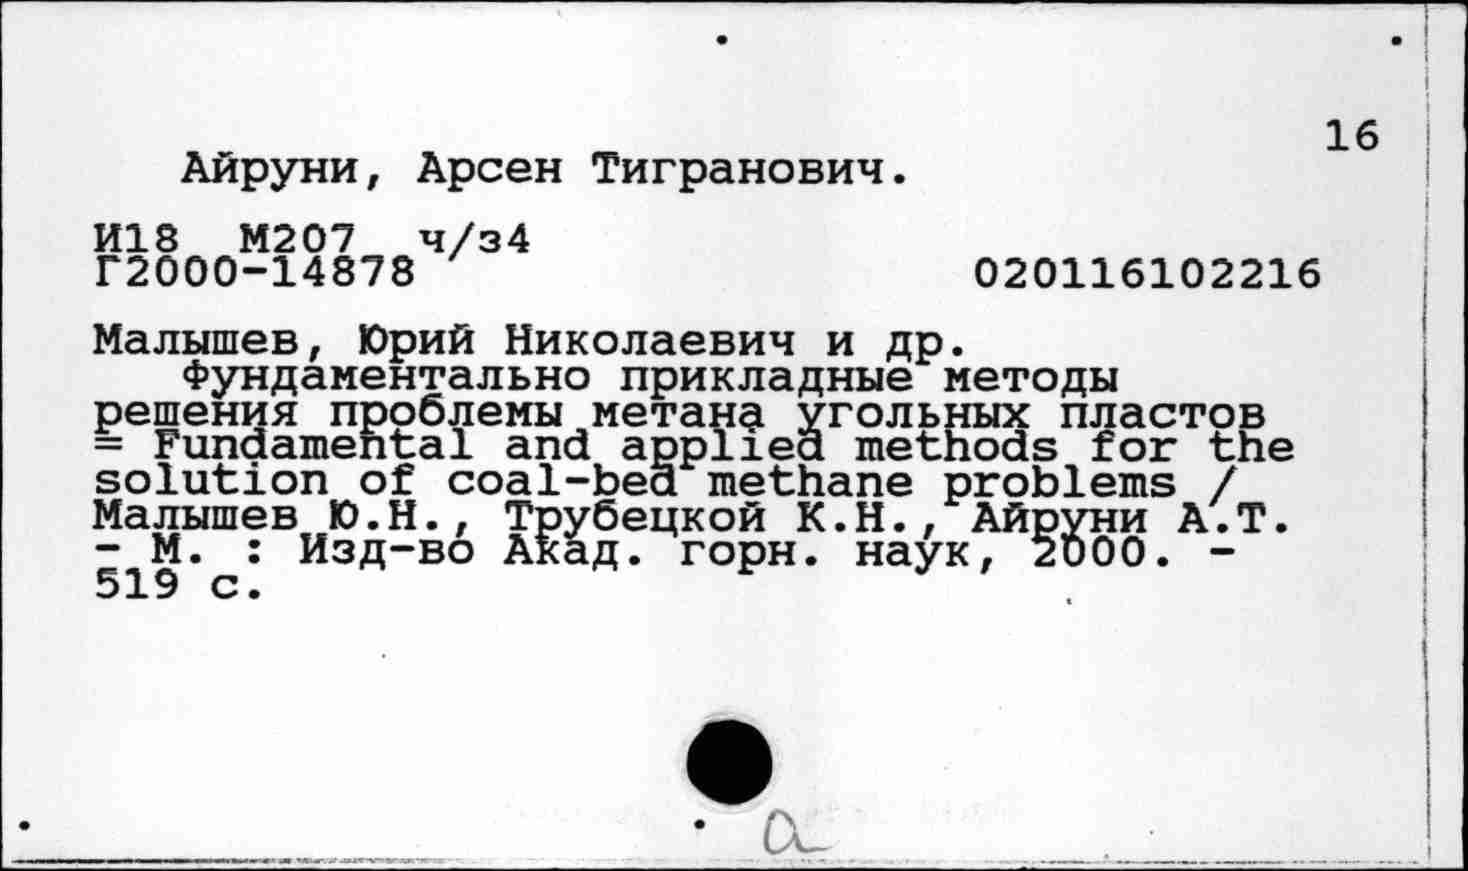 16
Айруни, Арсен Тигранович.
И18 М207 ч/з4
Г2000-14878 020116102216
Малышев, Юрий Николаевич и др.
Фундаментально прикладные методы
решения проблемы метана угольных пластов
= Fundamental and applied methods for the
solution of coal-bed methane problems /
Малышев Ю.Н., Трубецкой К.Н., Айруни А.Т.
- М. : Изд-во Акад. горн. наук, 2000. -
519 с.
а